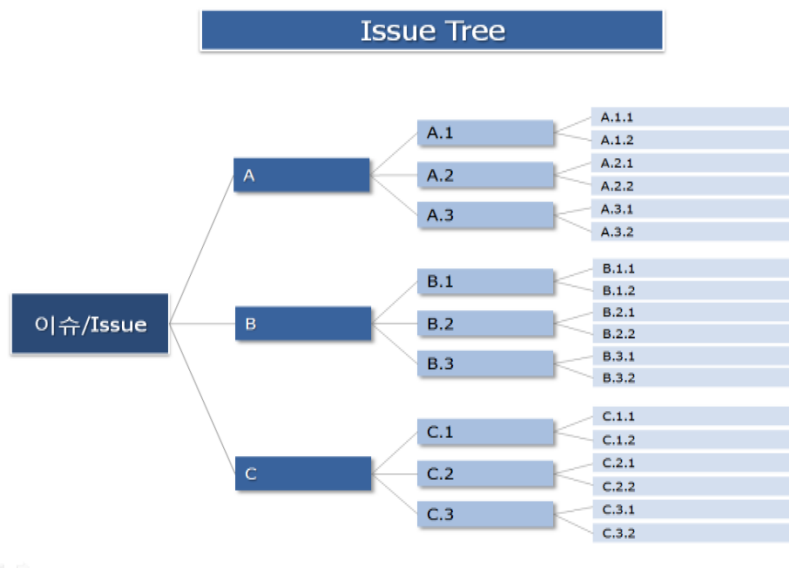 Issue Tree
이슈/Issue
A
A.1
A.1.1
A.1.2
A.2
A.2.1
A.2.2
A.3
A.3.1
A.3.2
B
B.1
B.1.1
B.1.2
B.2
B.2.1
B.2.2
B.3
B.3.1
B.3.2
C
C.1
C.1.1
C.1.2
C.2
C.2.1
C.2.2
C.3
C.3.1
C.3.2